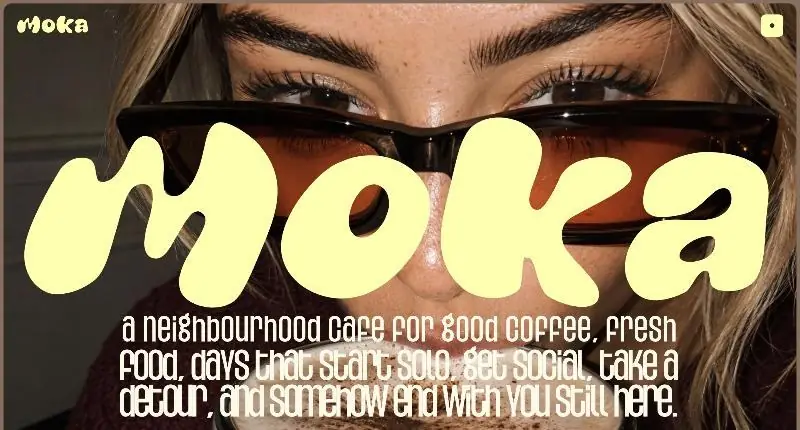 Moka
Moka
a neighbourhood cafe for good coffee, fresh
food, days that start solo, get social, take a
detour, and somehow end with you still here.